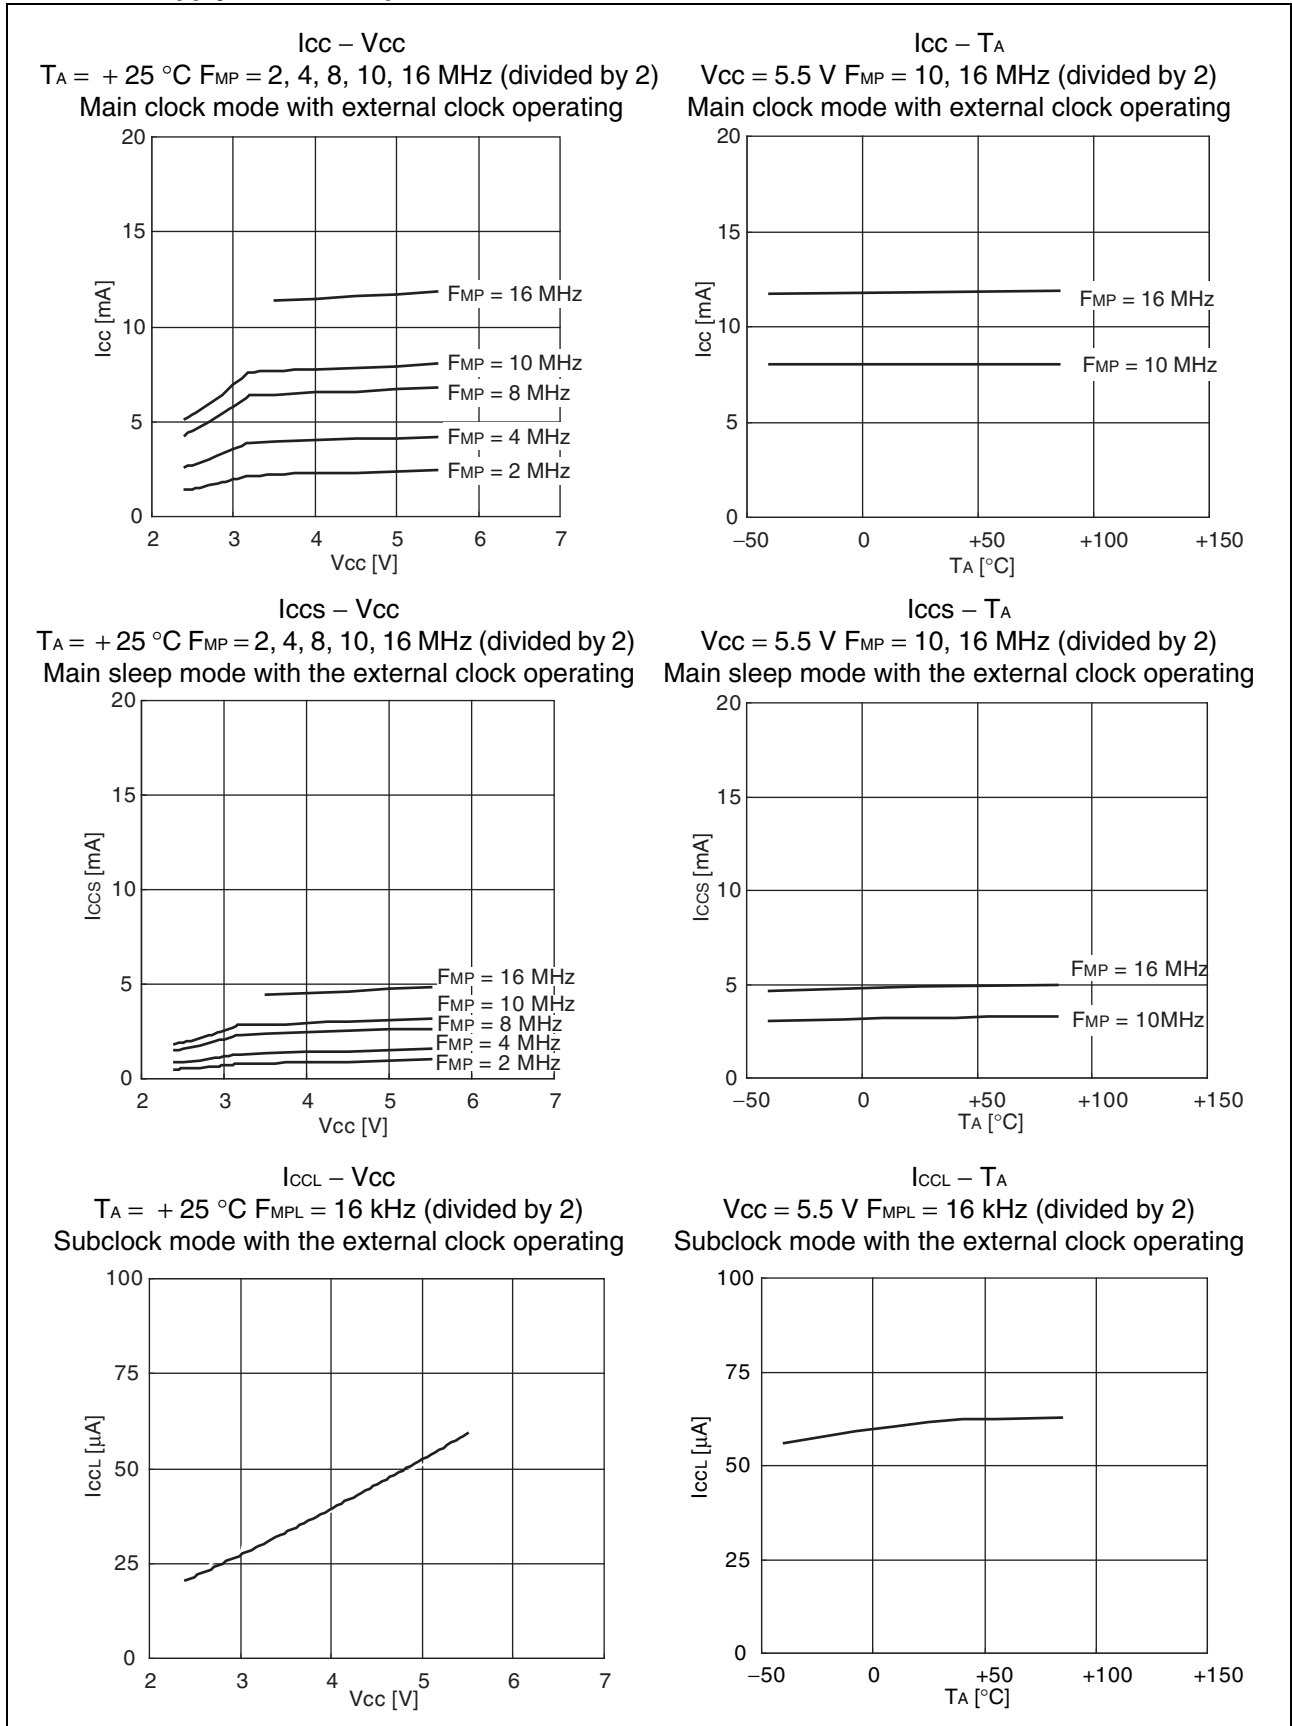 Icc – Vcc
TA = + 25 °C FMP = 2, 4, 8, 10, 16 MHz (divided by 2)
Main clock mode with external clock operating
20
15
10
5
0
Icc [mA]
FMP = 16 MHz
FMP = 10 MHz
FMP = 8 MHz
FMP = 4 MHz
FMP = 2 MHz
2 3 4 5 6 7
Vcc [V]
Icc – TA
Vcc = 5.5 V FMP = 10, 16 MHz (divided by 2)
Main clock mode with external clock operating
20
15
10
5
0
Icc [mA]
FMP = 16 MHz
FMP = 10 MHz
−50 0 +50 +100 +150
TA [°C]
Iccs – Vcc
TA = + 25 °C FMP = 2, 4, 8, 10, 16 MHz (divided by 2)
Main sleep mode with the external clock operating
20
15
10
5
0
ICCS [mA]
FMP = 16 MHz
FMP = 10 MHz
FMP = 8 MHz
FMP = 4 MHz
FMP = 2 MHz
2 3 4 5 6 7
Vcc [V]
Iccs – TA
Vcc = 5.5 V FMP = 10, 16 MHz (divided by 2)
Main sleep mode with the external clock operating
20
15
10
5
0
ICCS [mA]
FMP = 16 MHz
FMP = 10MHz
−50 0 +50 +100 +150
TA [°C]
ICCL – Vcc
TA = + 25 °C FMPL = 16 kHz (divided by 2)
Subclock mode with the external clock operating
100
75
50
25
0
ICCL [μA]
2 3 4 5 6 7
Vcc [V]
ICCL – TA
Vcc = 5.5 V FMPL = 16 kHz (divided by 2)
Subclock mode with the external clock operating
100
75
50
25
0
ICCL [μA]
−50 0 +50 +100 +150
TA [°C]